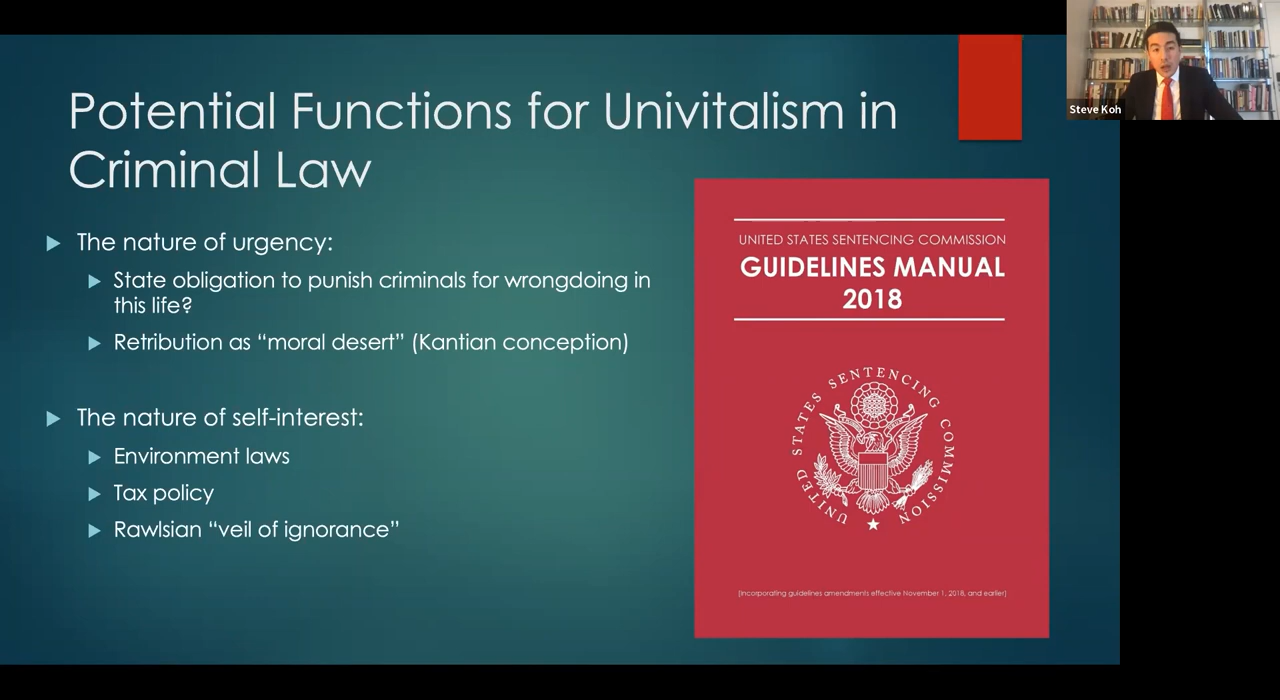 Potential Functions for Univitalism in
Criminal Law
The nature of urgency:
State obligation to punish criminals for wrongdoing in
this life?
Retribution as “moral desert” (Kantian conception)
The nature of self-interest:
Environment laws
Tax policy
Rawlsian “veil of ignorance”
UNITED STATES SENTENCING COMMISSION
GUIDELINES MANUAL
2018
UNITED STATES SENTENCING COMMISSION
(Incorporating guidelines amendments effective November 1, 2018, and earlier)
Steve Koh